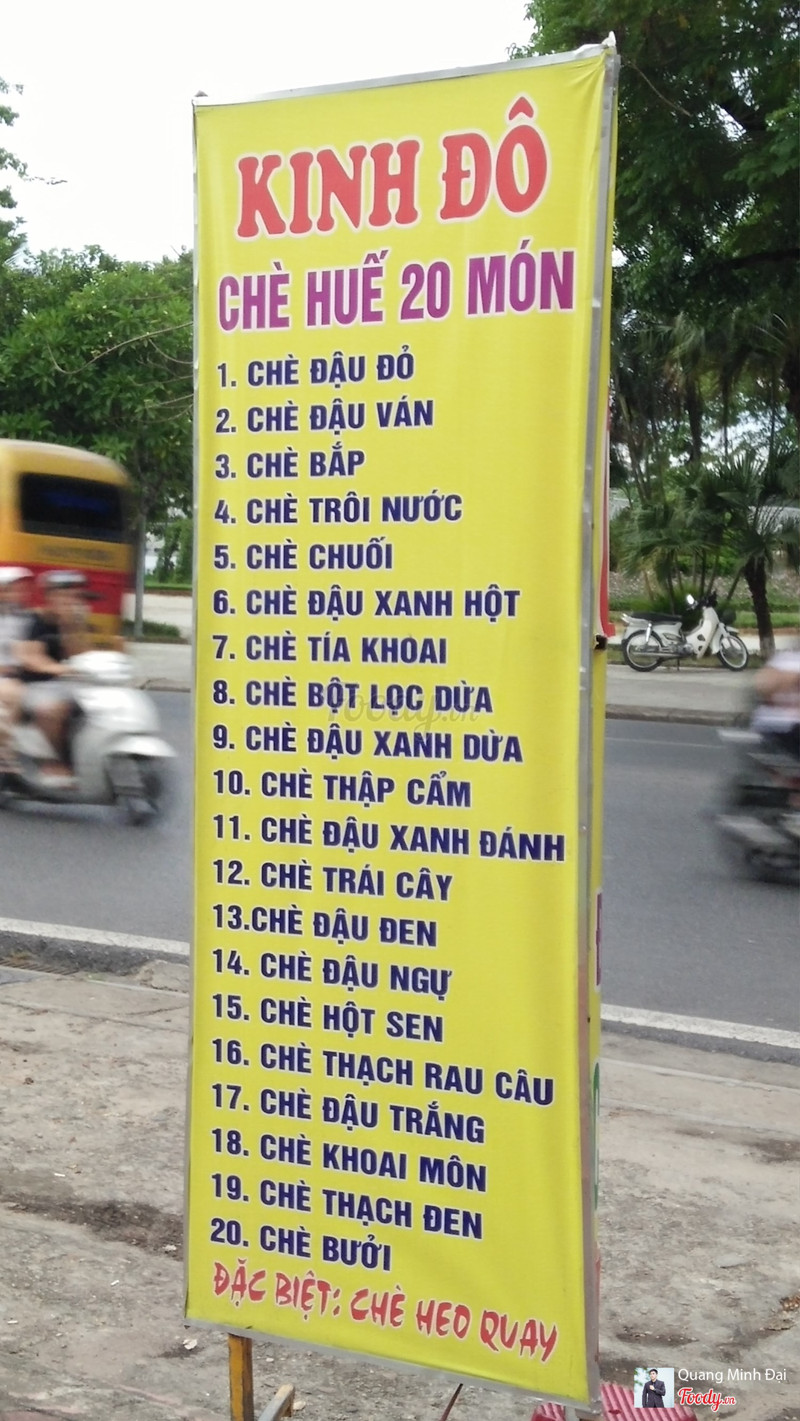 KINH ĐÔ
CHÈ HUẾ 20 MÓN
1. CHÈ ĐẬU ĐỎ
2. CHÈ ĐẬU VÁN
3. CHÈ BẮP
4. CHÈ TRÔI NƯỚC
5. CHÈ CHUỐI
6. CHÈ ĐẬU XANH HỘT
7. CHÈ TÍA KHOAI
8. CHÈ BỘT LỌC DỪA
9. CHÈ ĐẬU XANH DỪA
10. CHÈ THẬP CẨM
11. CHÈ ĐẬU XANH ĐÁNH
12. CHÈ TRÁI CÂY
13.CHÈ ĐẬU ĐEN
14. CHÈ ĐẬU NGỰ
15. CHÈ HỘT SEN
16. CHÈ THẠCH RAU CÂU
17. CHÈ ĐẬU TRẮNG
18. CHÈ KHOAI MÔN
19. CHÈ THẠCH ĐEN
20. CHÈ BƯỞI
ĐẶC BIỆT: CHÈ HEO QUAY
Foody.vn
Quang Minh Đại
Foody.vn